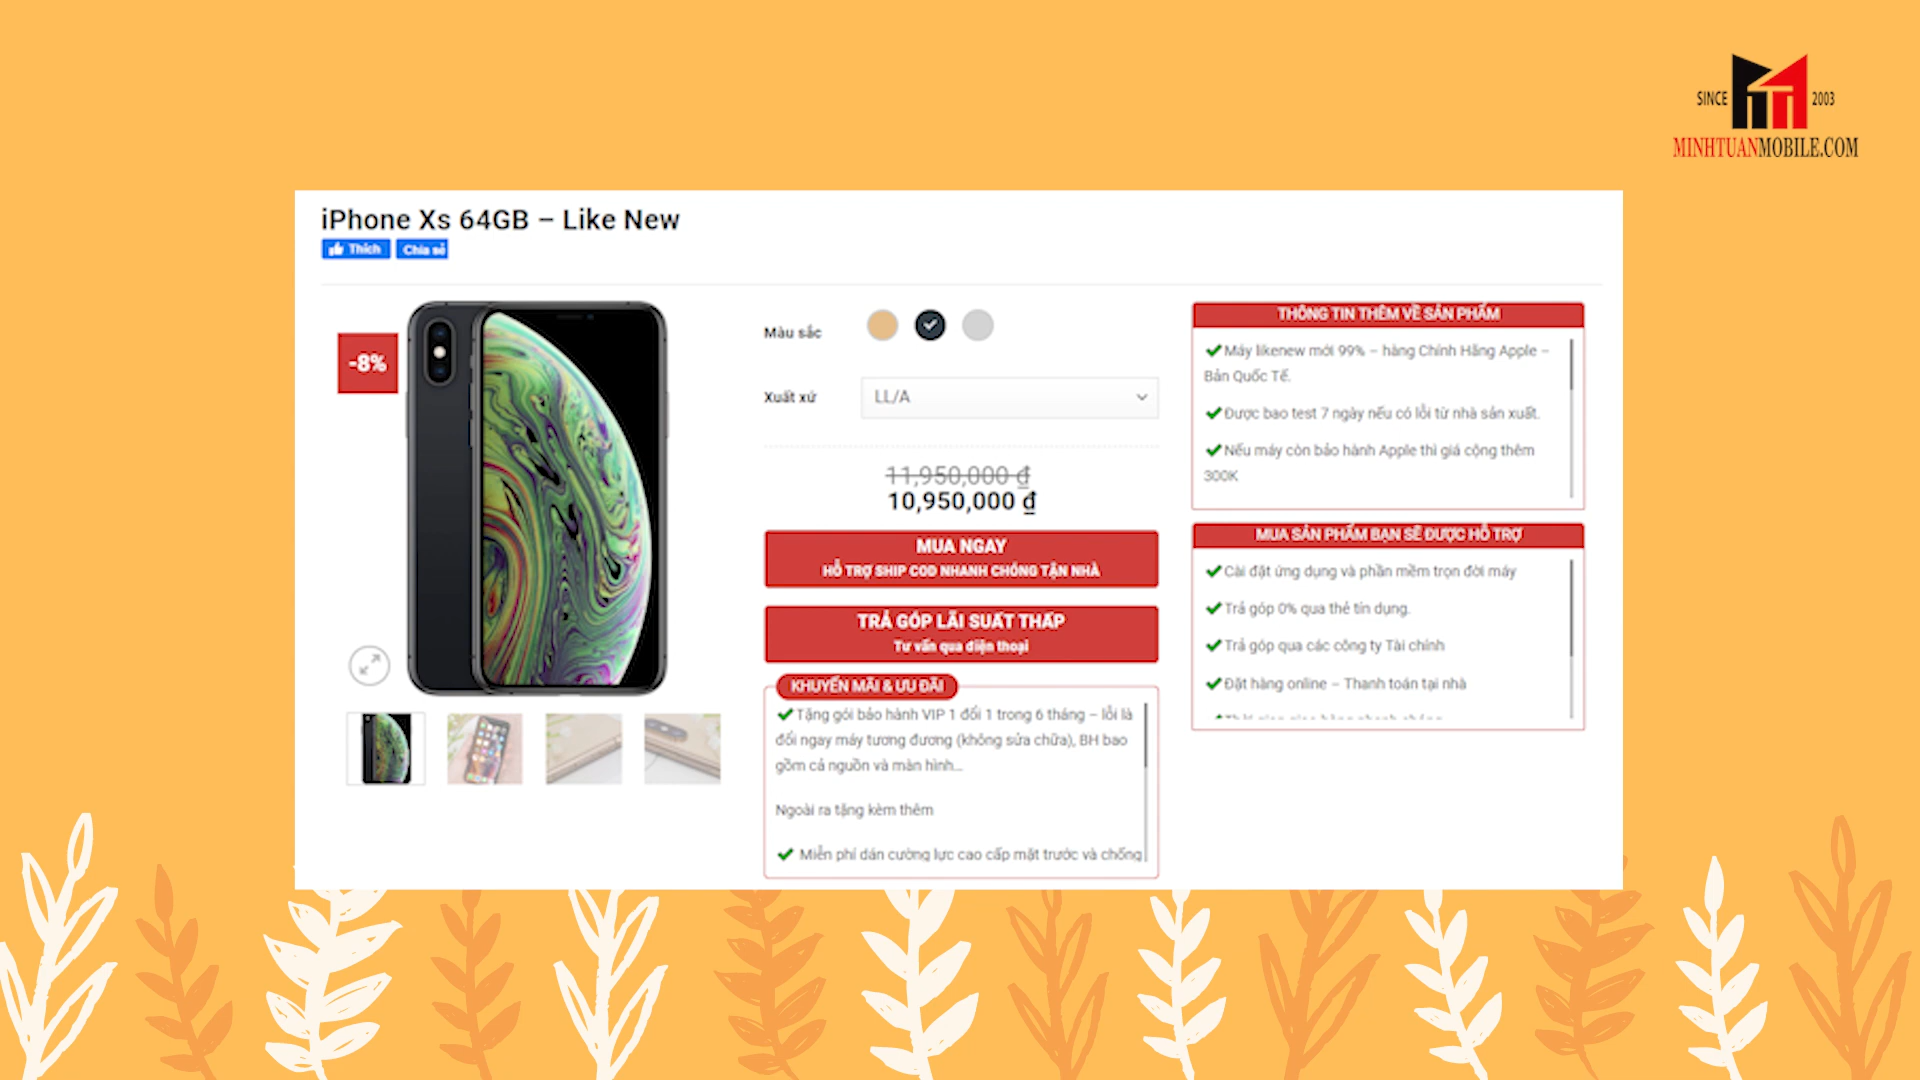 SINCE 2003
MINHTUANMOBILE.COM
iPhone Xs 64GB – Like New
Thích Chia sẻ
-8%
Màu sắc
Xuất xứ
LL/A
11,950,000 ₫
10,950,000 ₫
MUA NGAY
HỖ TRỢ SHIP COD NHANH CHÓNG TẬN NHÀ
TRẢ GÓP LÃI SUẤT THẤP
Tư vấn qua điện thoại
KHUYẾN MÃI & ƯU ĐÃI
Tặng gói bảo hành VIP 1 đổi 1 trong 6 tháng – lỗi là
đổi ngay máy tương đương (không sửa chữa), BH bao
gồm cả nguồn và màn hình...
Ngoài ra tặng kèm thêm
Miễn phí dán cường lực cao cấp mặt trước và chống
THÔNG TIN THÊM VỀ SẢN PHẨM
Máy likenew mới 99% – hàng Chính Hãng Apple –
Bản Quốc Tế.
Được bao test 7 ngày nếu có lỗi từ nhà sản xuất.
Nếu máy còn bảo hành Apple thì giá cộng thêm
300K
MUA SẢN PHẨM BẠN SẼ ĐƯỢC HỖ TRỢ
Cài đặt ứng dụng và phần mềm trọn đời máy
Trả góp 0% qua thẻ tín dụng.
Trả góp qua các công ty Tài chính
Đặt hàng online – Thanh toán tại nhà